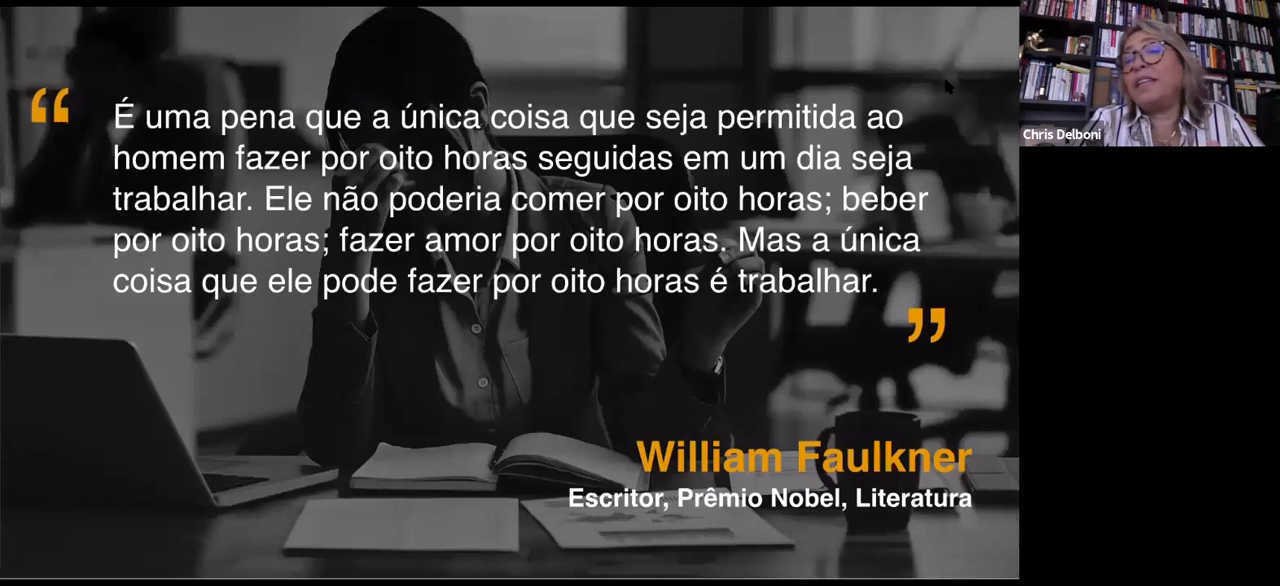 “
É uma pena que a única coisa que seja permitida ao
homem fazer por oito horas seguidas em um dia seja
trabalhar. Ele não poderia comer por oito horas; beber
por oito horas; fazer amor por oito horas. Mas a única
coisa que ele pode fazer por oito horas é trabalhar.
”
William Faulkner
Escritor, Prêmio Nobel, Literatura
Chris Delboni